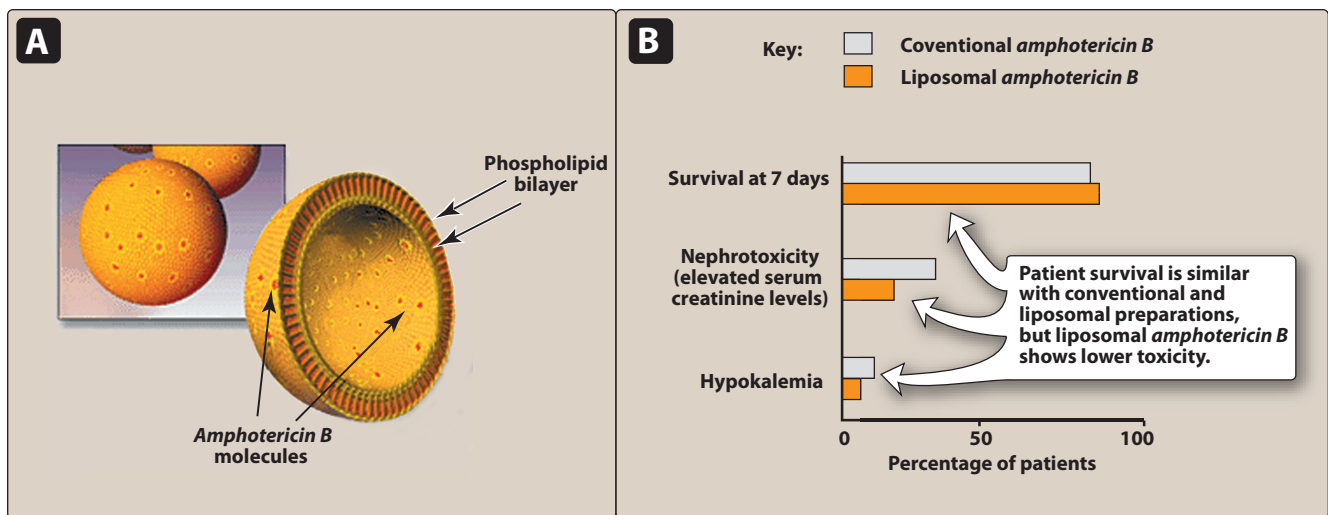 A
Phospholipid
bilayer
Amphotericin B
molecules
B
Key:
Coventional amphotericin B
Liposomal amphotericin B
Survival at 7 days
Nephrotoxicity
(elevated serum
creatinine levels)
Hypokalemia
Patient survival is similar
with conventional and
liposomal preparations,
but liposomal amphotericin B
shows lower toxicity.
0
50
100
Percentage of patients